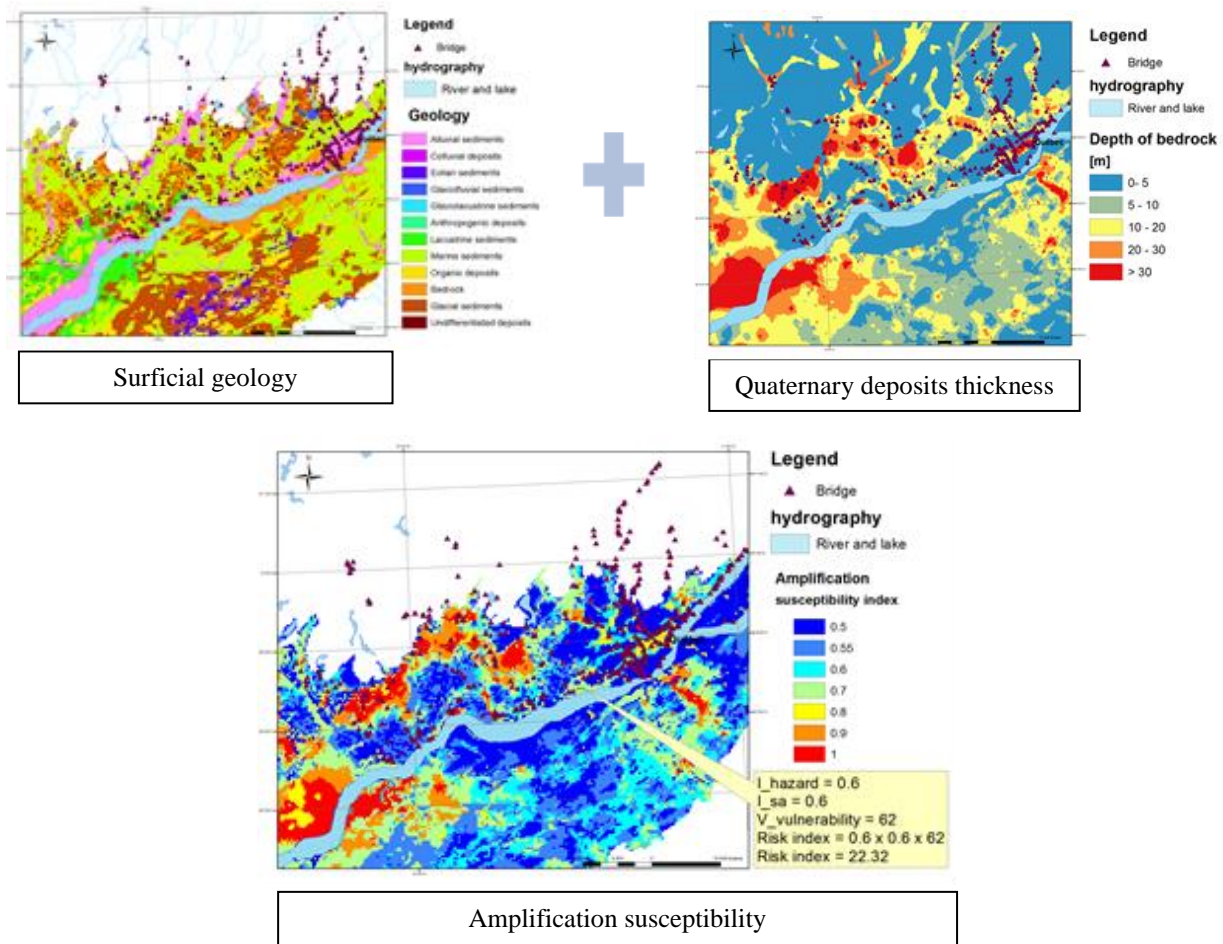 Legend
Bridge
hydrography
River and lake
Geology
Alluvial sediments
Colluvial deposits
Eolian sediments
Glaciofluvial sediments
Glaciolacustrine sediments
Anthropogenic deposits
Lacustrine sediments
Marine sediments
Organic deposits
Bedrock
Glacial sediments
Undifferentiated deposits
Surficial geology
Legend
Bridge
hydrography
River and lake
Depth of bedrock
[m]
0- 5
5 - 10
10 - 20
20 - 30
> 30
Quaternary deposits thickness
Legend
Bridge
hydrography
River and lake
Amplification
susceptibility index
0.5
0.55
0.6
0.7
0.8
0.9
1
I_hazard = 0.6
I_sa = 0.6
V_vulnerability = 62
Risk index = 0.6 x 0.6 x 62
Risk index = 22.32
Amplification susceptibility